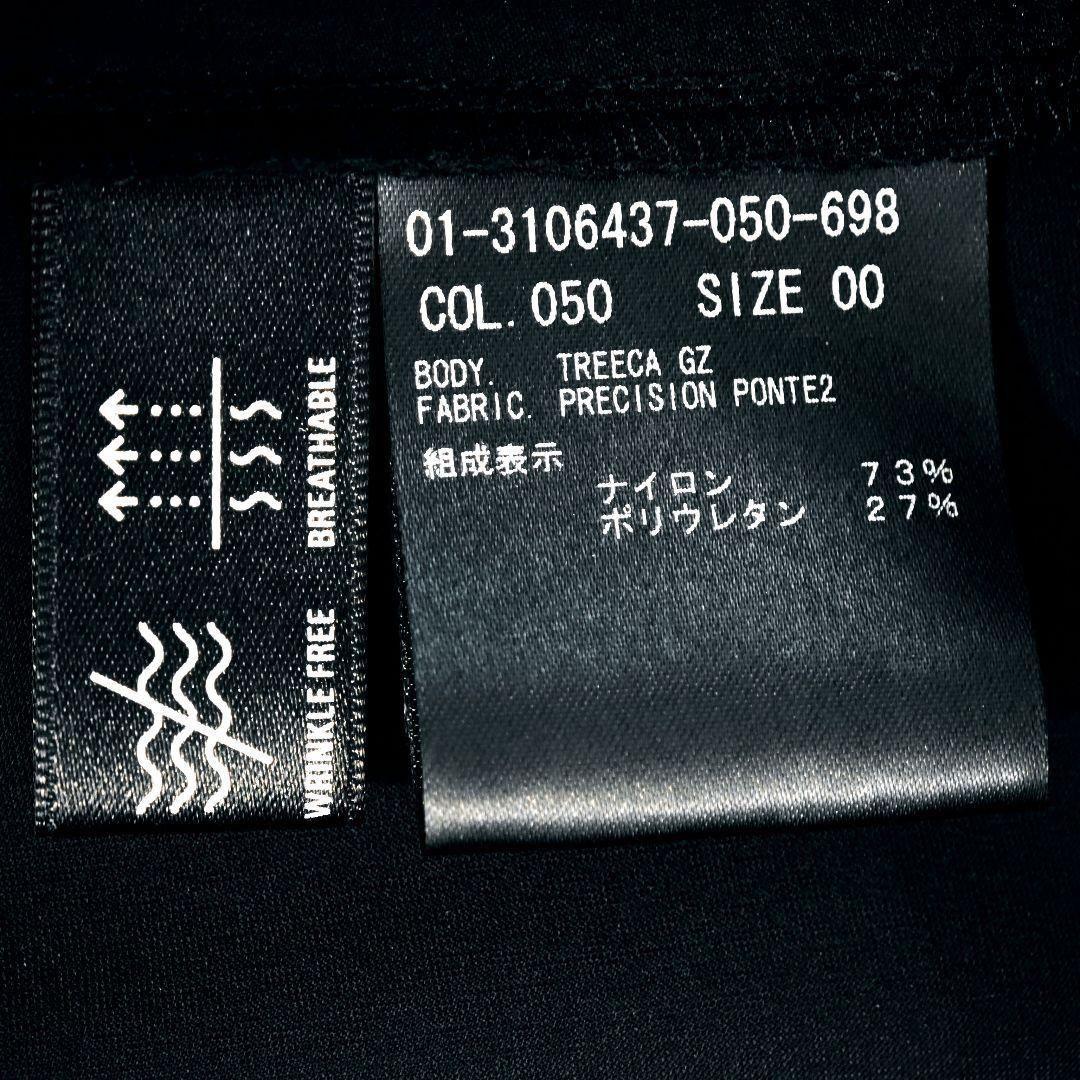 01-3106437-050-698
COL. 050 SIZE 00
BODY. TREECA GZ
FABRIC. PRECISION PONTE2
組成表示
ナイロン 73%
ポリウレタン 27%
BREATHABLE
WRINKLE FREE